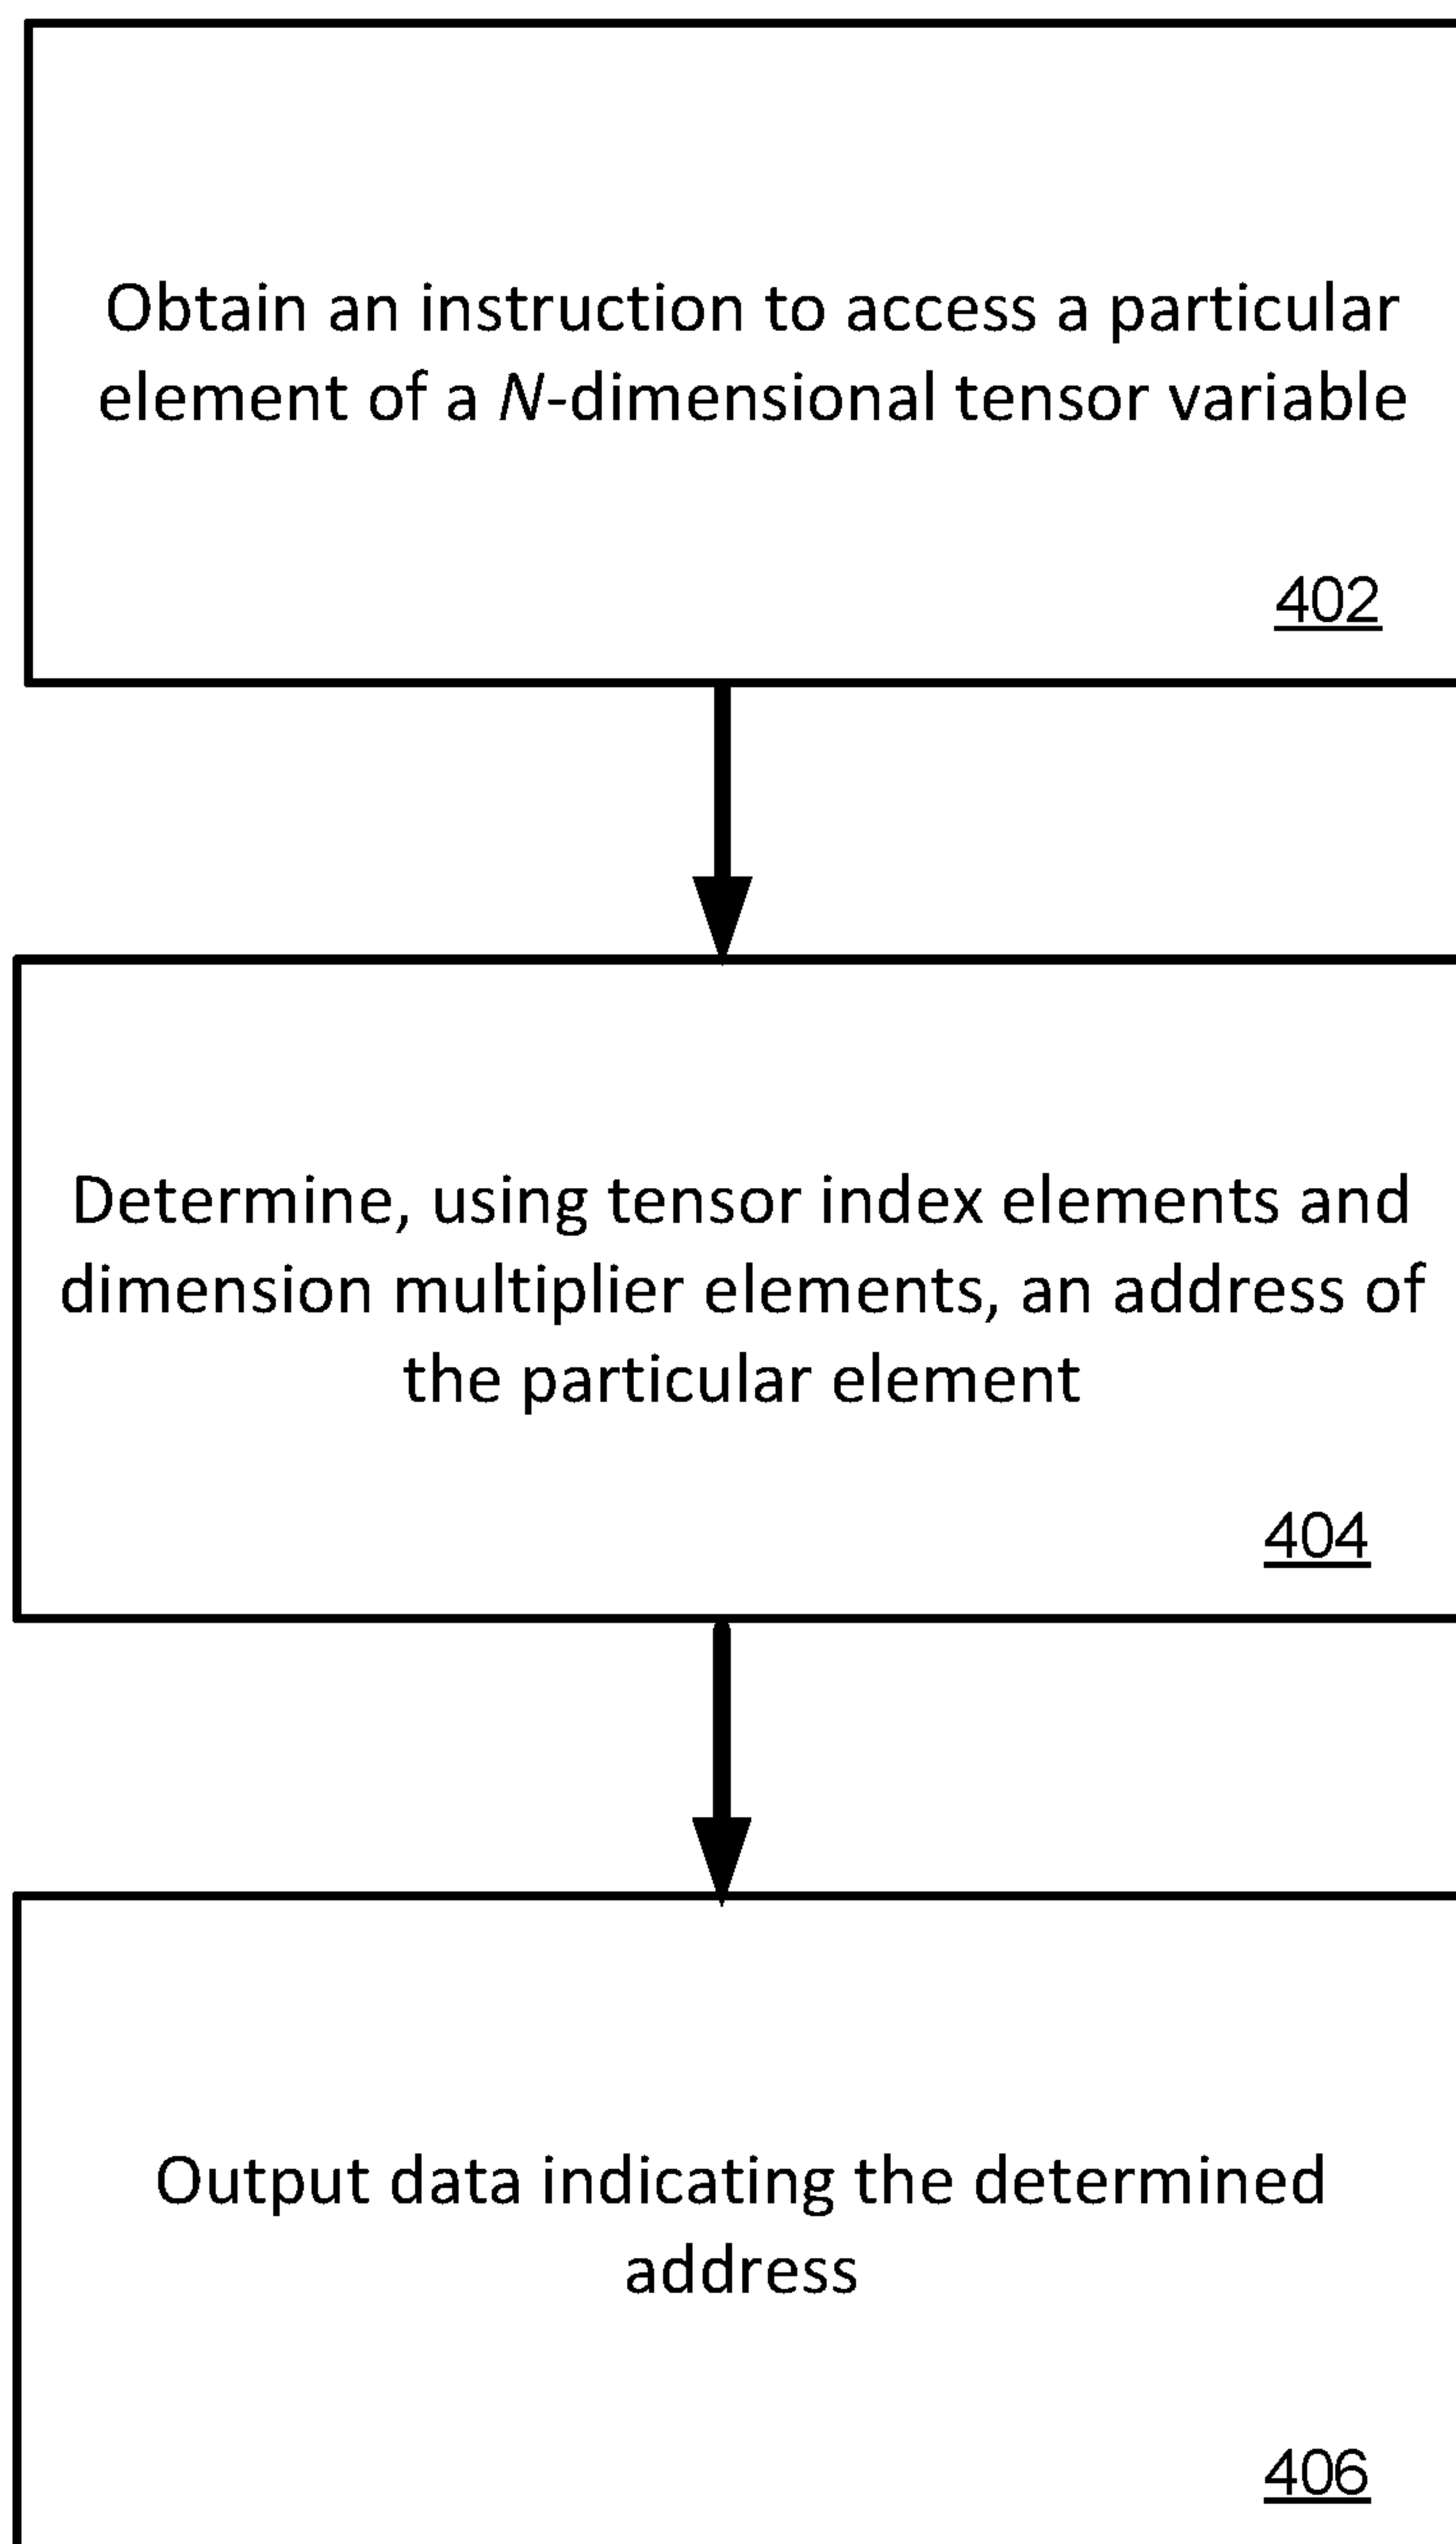 Obtain an instruction to access a particular
element of a N-dimensional tensor variable
402
Determine, using tensor index elements and
dimension multiplier elements, an address of
the particular element
404
Output data indicating the determined
address
406